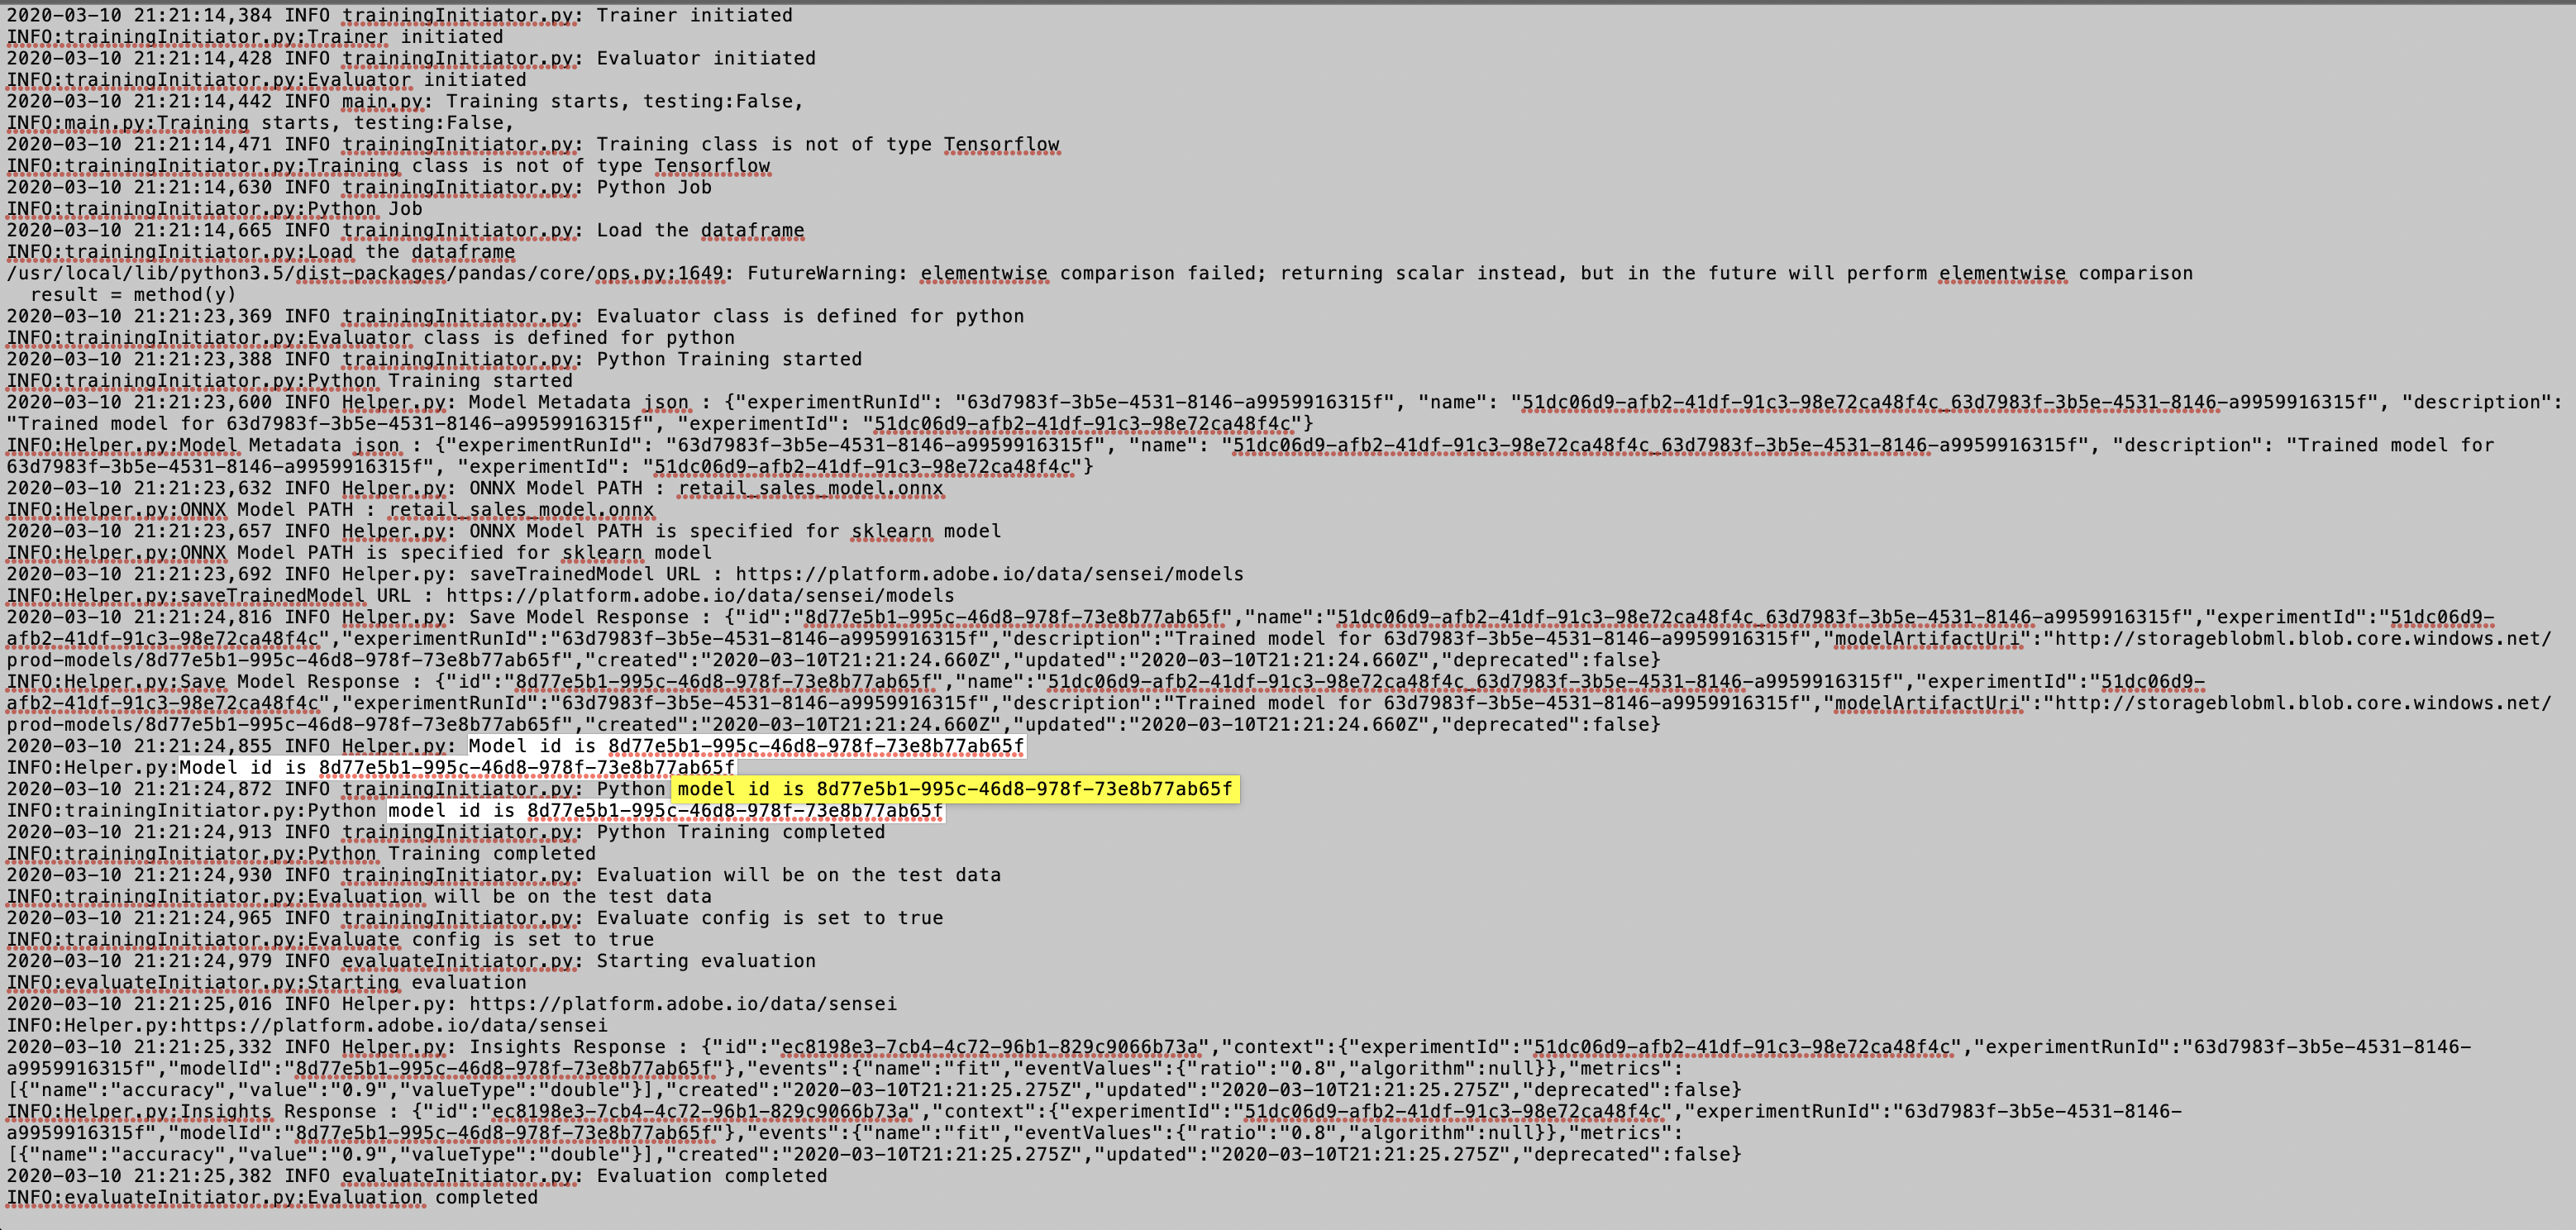 2020-03-10 21:21:14,384 INFO trainingInitiator.py: Trainer initiated
INFO:trainingInitiator.py:Trainer initiated
2020-03-10 21:21:14,428 INFO trainingInitiator.py: Evaluator initiated
INFO:trainingInitiator.py:Evaluator initiated
2020-03-10 21:21:14,442 INFO main.py: Training starts, testing:False,
INFO:main.py:Training starts, testing:False,
2020-03-10 21:21:14,471 INFO trainingInitiator.py: Training class is not of type Tensorflow
INFO:trainingInitiator.py:Training class is not of type Tensorflow
2020-03-10 21:21:14,630 INFO trainingInitiator.py: Python Job
INFO:trainingInitiator.py:Python Job
2020-03-10 21:21:14,665 INFO trainingInitiator.py: Load the dataframe
INFO:trainingInitiator.py:Load the dataframe
/usr/local/lib/python3.5/dist-packages/pandas/core/ops.py:1649: FutureWarning: elementwise comparison failed; returning scalar instead, but in the future will perform elementwise comparison
  result = method(y)
2020-03-10 21:21:23,369 INFO trainingInitiator.py: Evaluator class is defined for python
INFO:trainingInitiator.py:Evaluator class is defined for python
2020-03-10 21:21:23,388 INFO trainingInitiator.py: Python Training started
INFO:trainingInitiator.py:Python Training started
2020-03-10 21:21:23,600 INFO Helper.py: Model Metadata json : {"experimentRunId": "63d7983f-3b5e-4531-8146-a9959916315f", "name": "51dc06d9-afb2-41df-91c3-98e72ca48f4c_63d7983f-3b5e-4531-8146-a9959916315f", "description":
"Trained model for 63d7983f-3b5e-4531-8146-a9959916315f", "experimentId": "51dc06d9-afb2-41df-91c3-98e72ca48f4c"}
INFO:Helper.py:Model Metadata json : {"experimentRunId": "63d7983f-3b5e-4531-8146-a9959916315f", "name": "51dc06d9-afb2-41df-91c3-98e72ca48f4c_63d7983f-3b5e-4531-8146-a9959916315f", "description": "Trained model for
63d7983f-3b5e-4531-8146-a9959916315f", "experimentId": "51dc06d9-afb2-41df-91c3-98e72ca48f4c"}
2020-03-10 21:21:23,632 INFO Helper.py: ONNX Model PATH : retail_sales_model.onnx
INFO:Helper.py:ONNX Model PATH : retail_sales_model.onnx
2020-03-10 21:21:23,657 INFO Helper.py: ONNX Model PATH is specified for sklearn model
INFO:Helper.py:ONNX Model PATH is specified for sklearn model
2020-03-10 21:21:23,692 INFO Helper.py: saveTrainedModel URL : https://platform.adobe.io/data/sensei/models
INFO:Helper.py:saveTrainedModel URL : https://platform.adobe.io/data/sensei/models
2020-03-10 21:21:24,816 INFO Helper.py: Save Model Response : {"id":"8d77e5b1-995c-46d8-978f-73e8b77ab65f","name":"51dc06d9-afb2-41df-91c3-98e72ca48f4c_63d7983f-3b5e-4531-8146-a9959916315f","experimentId":"51dc06d9-
afb2-41df-91c3-98e72ca48f4c","experimentRunId":"63d7983f-3b5e-4531-8146-a9959916315f","description":"Trained model for 63d7983f-3b5e-4531-8146-a9959916315f","modelArtifactUri":"http://storageblobml.blob.core.windows.net/
prod-models/8d77e5b1-995c-46d8-978f-73e8b77ab65f","created":"2020-03-10T21:21:24.660Z","updated":"2020-03-10T21:21:24.660Z","deprecated":false}
INFO:Helper.py:Save Model Response : {"id":"8d77e5b1-995c-46d8-978f-73e8b77ab65f","name":"51dc06d9-afb2-41df-91c3-98e72ca48f4c_63d7983f-3b5e-4531-8146-a9959916315f","experimentId":"51dc06d9-
afb2-41df-91c3-98e72ca48f4c","experimentRunId":"63d7983f-3b5e-4531-8146-a9959916315f","description":"Trained model for 63d7983f-3b5e-4531-8146-a9959916315f","modelArtifactUri":"http://storageblobml.blob.core.windows.net/
prod-models/8d77e5b1-995c-46d8-978f-73e8b77ab65f","created":"2020-03-10T21:21:24.660Z","updated":"2020-03-10T21:21:24.660Z","deprecated":false}
2020-03-10 21:21:24,855 INFO Helper.py: Model id is 8d77e5b1-995c-46d8-978f-73e8b77ab65f
INFO:Helper.py:Model id is 8d77e5b1-995c-46d8-978f-73e8b77ab65f
2020-03-10 21:21:24,872 INFO trainingInitiator.py: Python model id is 8d77e5b1-995c-46d8-978f-73e8b77ab65f
INFO:trainingInitiator.py:Python model id is 8d77e5b1-995c-46d8-978f-73e8b77ab65f
2020-03-10 21:21:24,913 INFO trainingInitiator.py: Python Training completed
INFO:trainingInitiator.py:Python Training completed
2020-03-10 21:21:24,930 INFO trainingInitiator.py: Evaluation will be on the test data
INFO:trainingInitiator.py:Evaluation will be on the test data
2020-03-10 21:21:24,965 INFO trainingInitiator.py: Evaluate config is set to true
INFO:trainingInitiator.py:Evaluate config is set to true
2020-03-10 21:21:24,979 INFO evaluateInitiator.py: Starting evaluation
INFO:evaluateInitiator.py:Starting evaluation
2020-03-10 21:21:25,016 INFO Helper.py: https://platform.adobe.io/data/sensei
INFO:Helper.py:https://platform.adobe.io/data/sensei
2020-03-10 21:21:25,332 INFO Helper.py: Insights Response : {"id":"ec8198e3-7cb4-4c72-96b1-829c9066b73a","context":{"experimentId":"51dc06d9-afb2-41df-91c3-98e72ca48f4c","experimentRunId":"63d7983f-3b5e-4531-8146-
a9959916315f","modelId":"8d77e5b1-995c-46d8-978f-73e8b77ab65f"},"events":{"name":"fit","eventValues":{"ratio":"0.8","algorithm":null}},"metrics":
[{"name":"accuracy","value":"0.9","valueType":"double"}],"created":"2020-03-10T21:21:25.275Z","updated":"2020-03-10T21:21:25.275Z","deprecated":false}
INFO:Helper.py:Insights Response : {"id":"ec8198e3-7cb4-4c72-96b1-829c9066b73a","context":{"experimentId":"51dc06d9-afb2-41df-91c3-98e72ca48f4c","experimentRunId":"63d7983f-3b5e-4531-8146-
a9959916315f","modelId":"8d77e5b1-995c-46d8-978f-73e8b77ab65f"},"events":{"name":"fit","eventValues":{"ratio":"0.8","algorithm":null}},"metrics":
[{"name":"accuracy","value":"0.9","valueType":"double"}],"created":"2020-03-10T21:21:25.275Z","updated":"2020-03-10T21:21:25.275Z","deprecated":false}
2020-03-10 21:21:25,382 INFO evaluateInitiator.py: Evaluation completed
INFO:evaluateInitiator.py:Evaluation completed